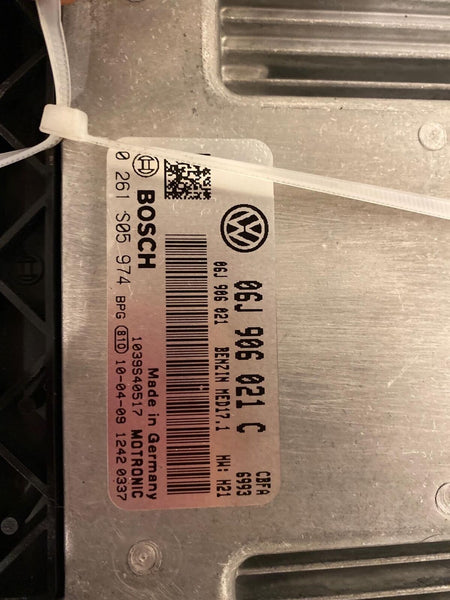 06J 906 021 C
CBFA
6993
06J 906 021 BENZIN MED17.1 HW: H21
BOSCH
0 261 S05 974
BPG B1D
1039S40517 MOTRONIC
Made in Germany
10-04-09 1242 0337